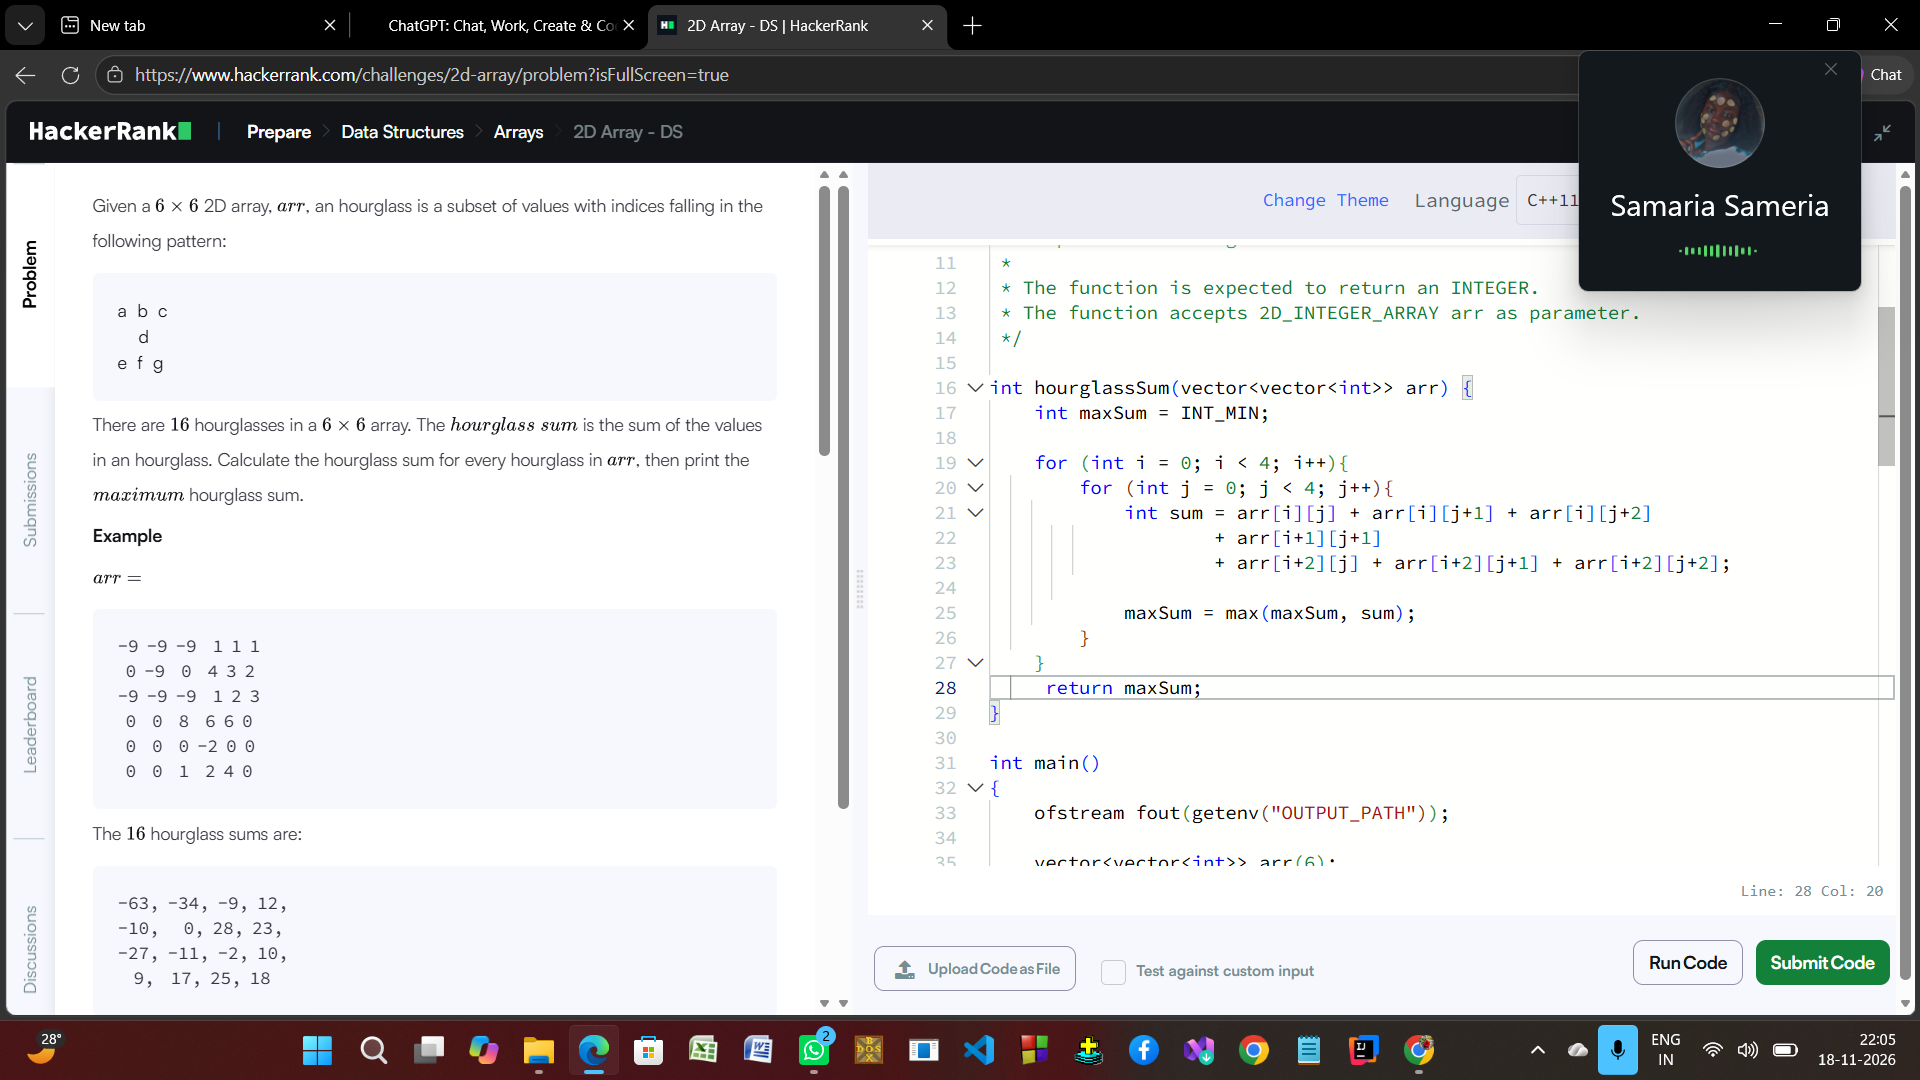 New tab
ChatGPT: Chat, Work, Create & Co
2D Array - DS | HackerRank
https://www.hackerrank.com/challenges/2d-array/problem?isFullScreen=true
Chat
HackerRank
Prepare
Data Structures
Arrays
2D Array - DS
Samaria Sameria
Problem
Submissions
Leaderboard
Discussions
Given a 6 × 6 2D array, arr, an hourglass is a subset of values with indices falling in the
following pattern:
a b c
d
e f g
There are 16 hourglasses in a 6 × 6 array. The hourglass sum is the sum of the values
in an hourglass. Calculate the hourglass sum for every hourglass in arr, then print the
maximum hourglass sum.
Example
arr =
-9 -9 -9 1 1 1
0 -9 0 4 3 2
-9 -9 -9 1 2 3
0 0 8 6 6 0
0 0 0 -2 0 0
0 0 1 2 4 0
The 16 hourglass sums are:
-63, -34, -9, 12,
-10, 0, 28, 23,
-27, -11, -2, 10,
9, 17, 25, 18
Change Theme Language C++11
11 *
12 * The function is expected to return an INTEGER.
13 * The function accepts 2D_INTEGER_ARRAY arr as parameter.
14 */
15
16 int hourglassSum(vector<vector<int>> arr) {
17 int maxSum = INT_MIN;
18
19 for (int i = 0; i < 4; i++){
20 for (int j = 0; j < 4; j++){
21 int sum = arr[i][j] + arr[i][j+1] + arr[i][j+2]
22 + arr[i+1][j+1]
23 + arr[i+2][j] + arr[i+2][j+1] + arr[i+2][j+2];
24
25 maxSum = max(maxSum, sum);
26 }
27 }
28 return maxSum;
29 }
30
31 int main()
32 {
33 ofstream fout(getenv("OUTPUT_PATH"));
34
35 vector<vector<int>> arr(6);
Line: 28 Col: 20
Upload Code as File
Test against custom input
Run Code
Submit Code
28°
2
ENG
IN
22:05
18-11-2026